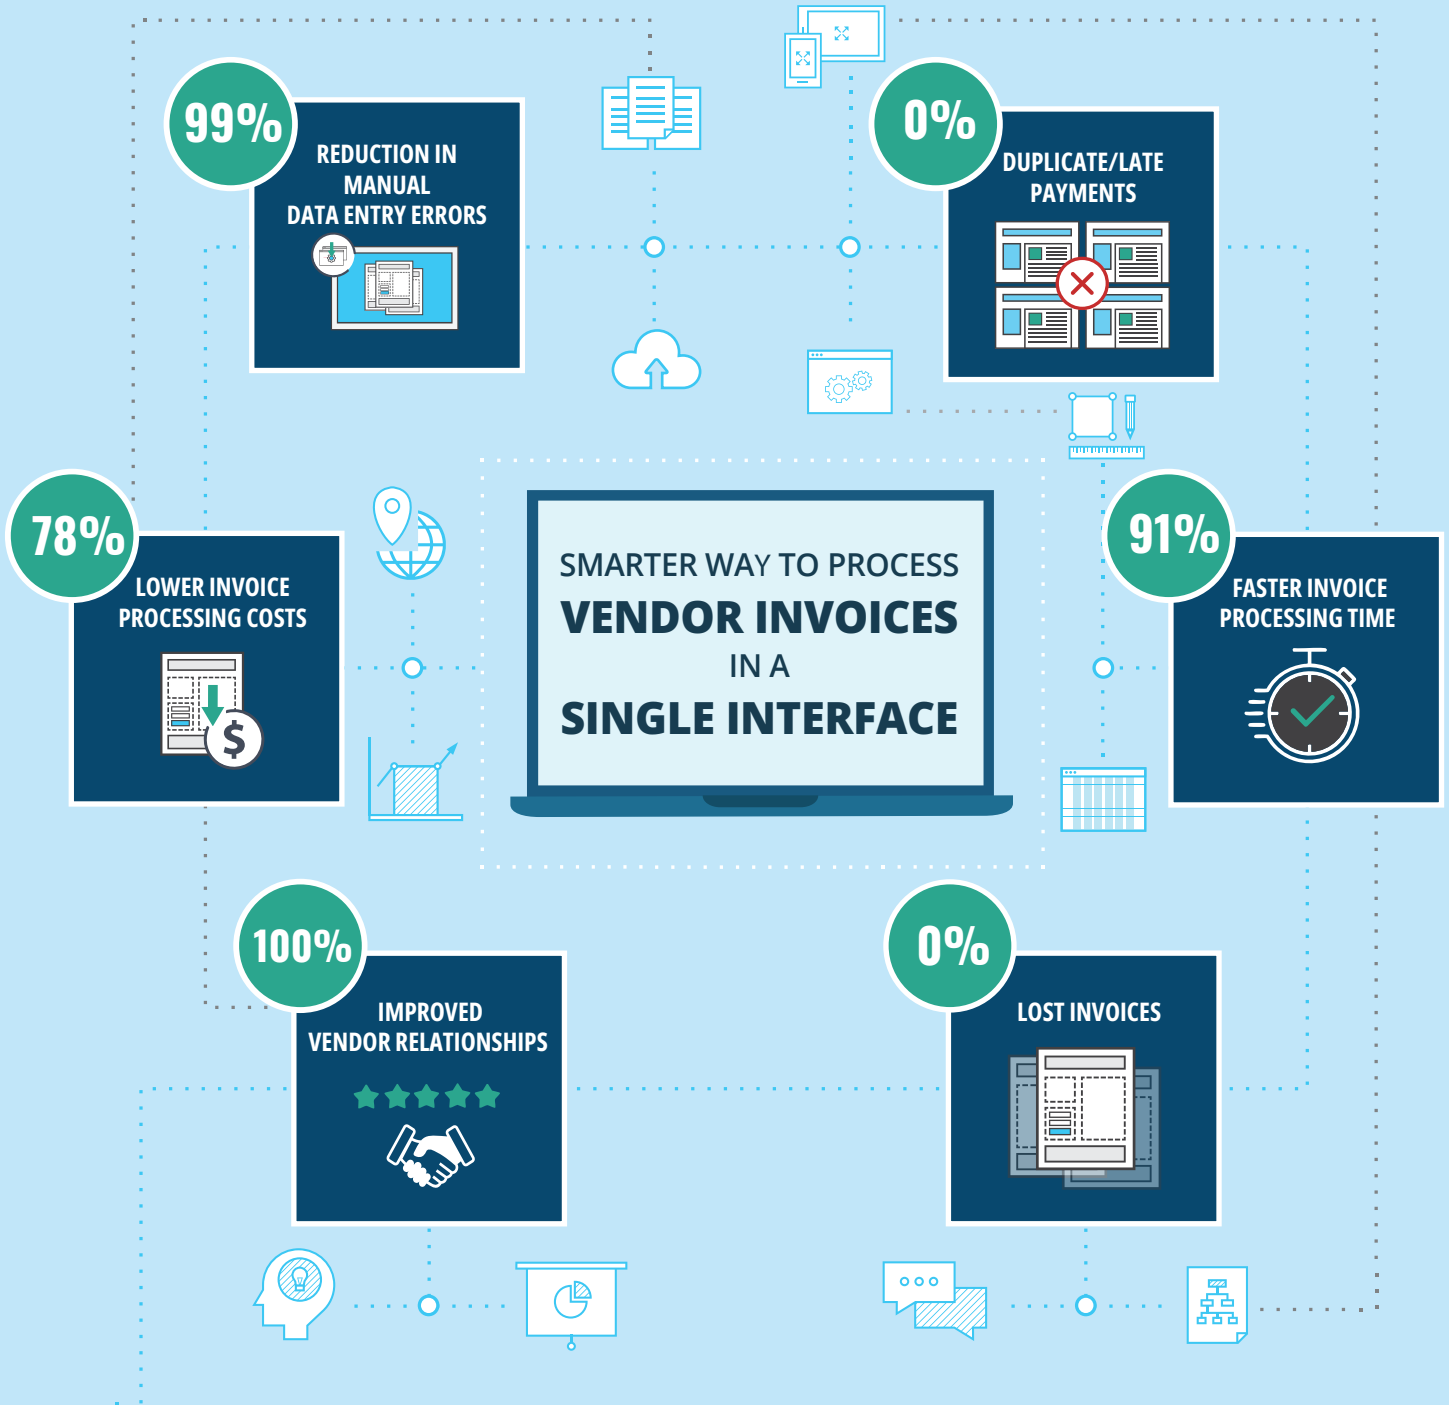 99%
REDUCTION IN
MANUAL
DATA ENTRY ERRORS
0%
DUPLICATE/LATE
PAYMENTS
78%
LOWER INVOICE
PROCESSING COSTS
SMARTER WAY TO PROCESS
VENDOR INVOICES
IN A
SINGLE INTERFACE
91%
FASTER INVOICE
PROCESSING TIME
$
100%
IMPROVED
VENDOR RELATIONSHIPS
0%
LOST INVOICES